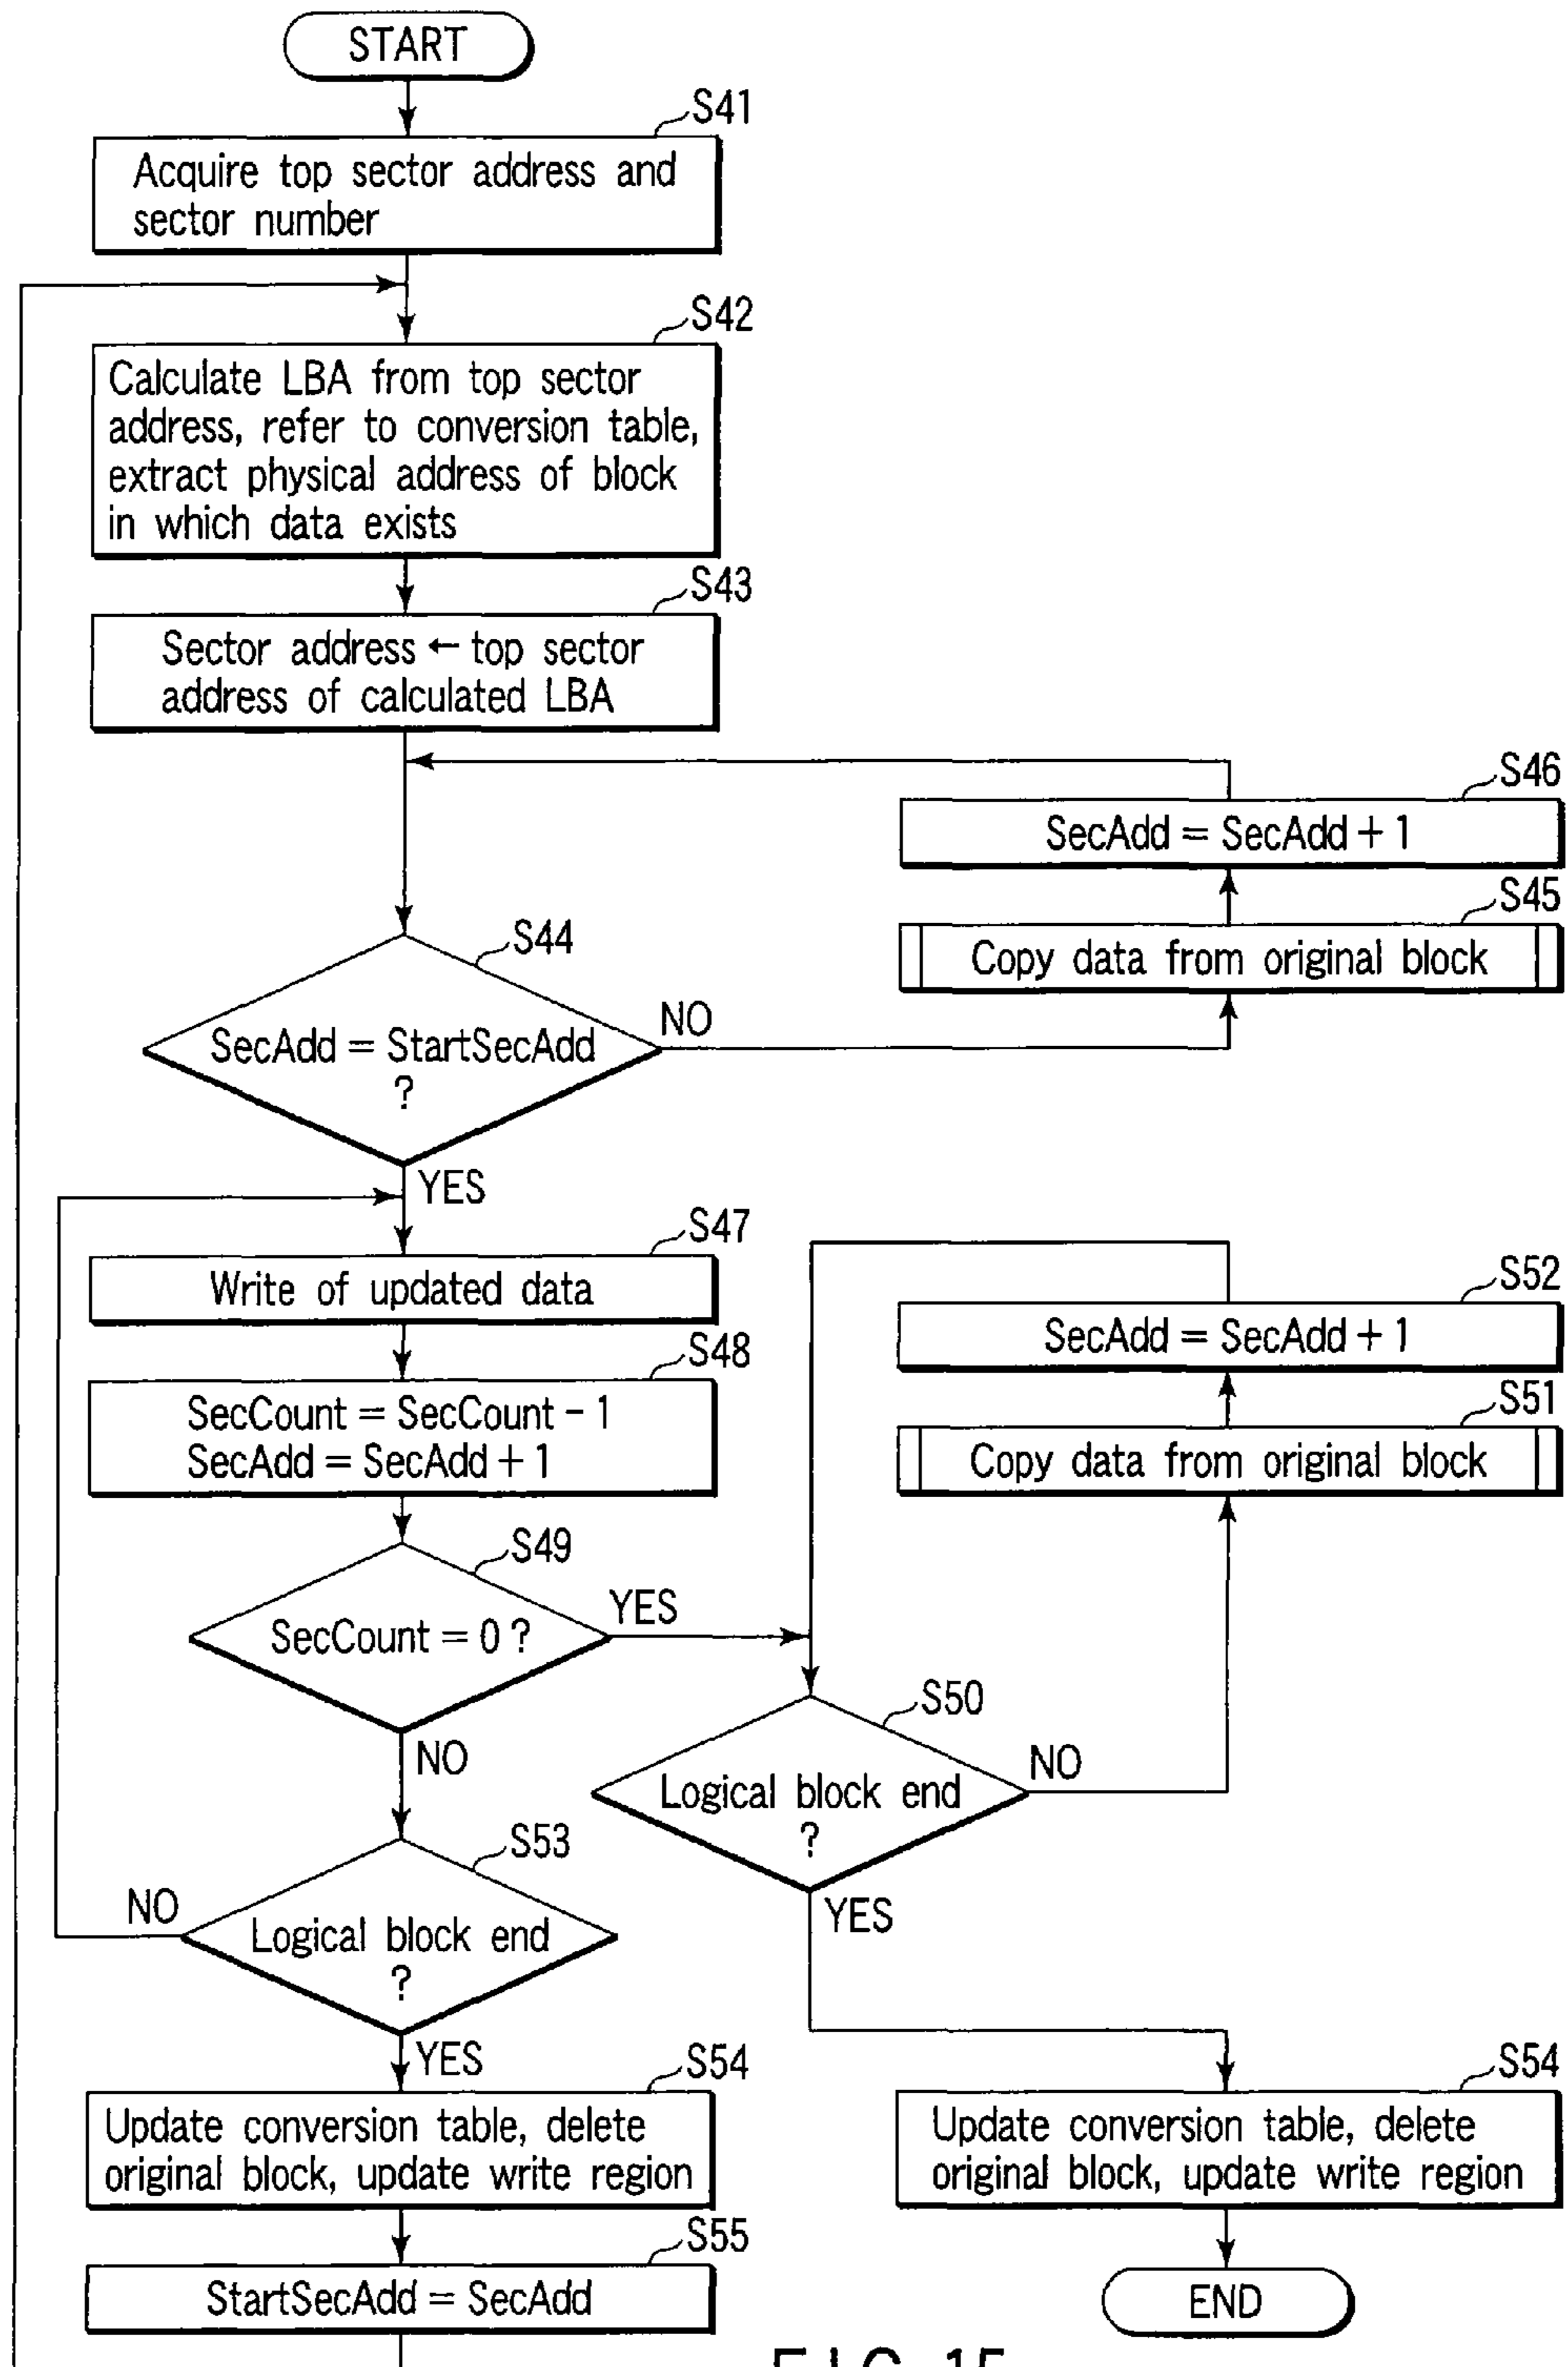 START
S41
Acquire top sector address and
sector number
S42
Calculate LBA from top sector
address, refer to conversion table,
extract physical address of block
in which data exists
S43
Sector address ← top sector
address of calculated LBA
S46
SecAdd = SecAdd + 1
S45
Copy data from original block
S44
SecAdd = StartSecAdd
?
NO
YES
S47
Write of updated data
S48
SecCount = SecCount - 1
SecAdd = SecAdd + 1
S52
SecAdd = SecAdd + 1
S51
Copy data from original block
S49
SecCount = 0 ?
YES
NO
S50
Logical block end
?
NO
YES
S53
Logical block end
?
NO
YES
S54
Update conversion table, delete
original block, update write region
S54
Update conversion table, delete
original block, update write region
S55
StartSecAdd = SecAdd
END
FIG. 15